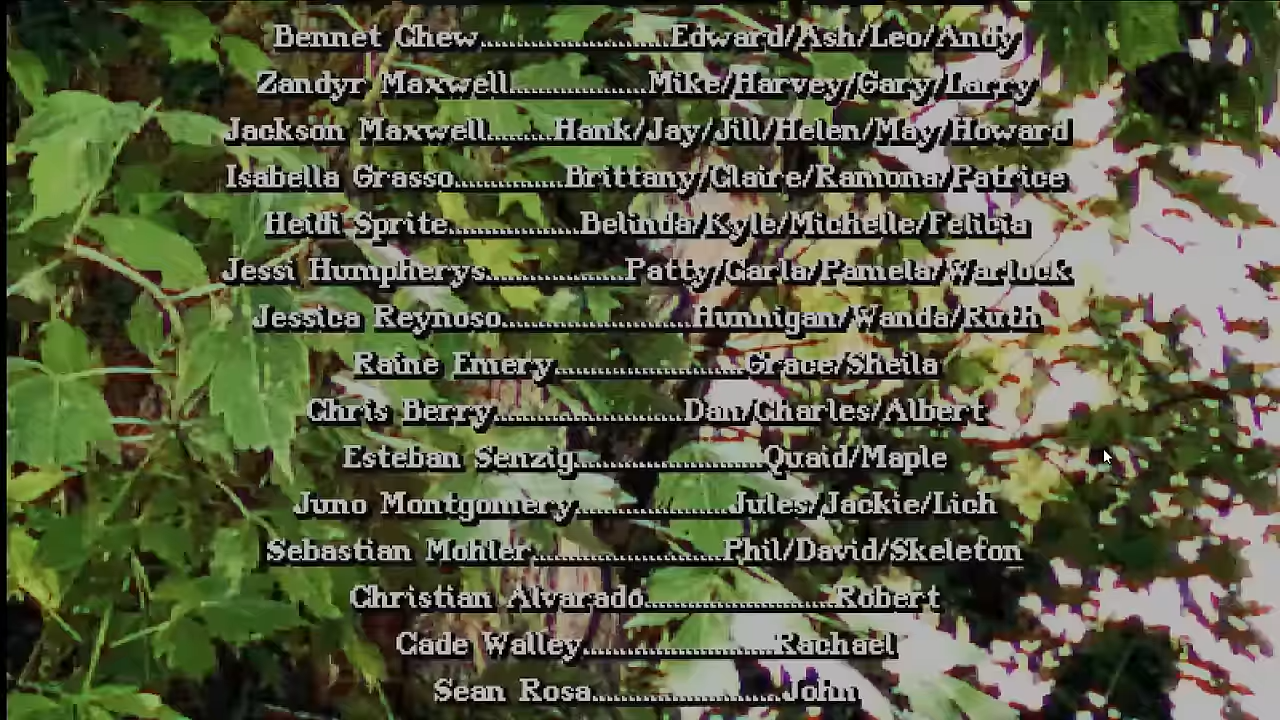 Bennet Chew.........................Edward/Ash/Leo/Andy
Zandyr Maxwell..................Mike/Harvey/Gary/Larry
Jackson Maxwell.........Hank/Jay/Jill/Helen/May/Howard
Isabella Grasso..............Brittany/Claire/Ramona/Patrice
Heidi Sprite.................Belinda/Kyle/Michelle/Felicia
Jessi Humpherys..................Patty/Carla/Pamela/Warlock
Jessica Reynoso.........................Hunnigan/Wanda/Ruth
Raine Emery.........................Grace/Sheila
Chris Berry.........................Dan/Charles/Albert
Esteban Senzig.........................Quaid/Maple
Juno Montgomery....................Jules/Jackie/Lich
Sebastian Mohler.........................Phil/David/Skeleton
Christian Alvarado.........................Robert
Cade Walley.........................Rachael
Sean Rosa.........................John